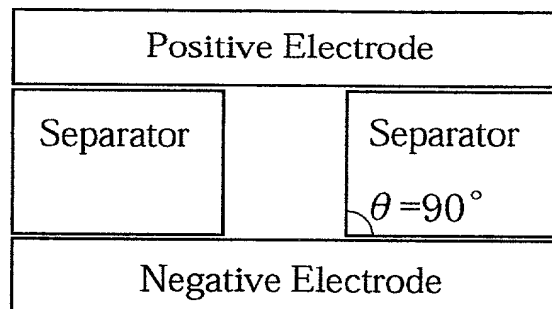 Positive Electrode
Separator
Separator
θ=90°
Negative Electrode